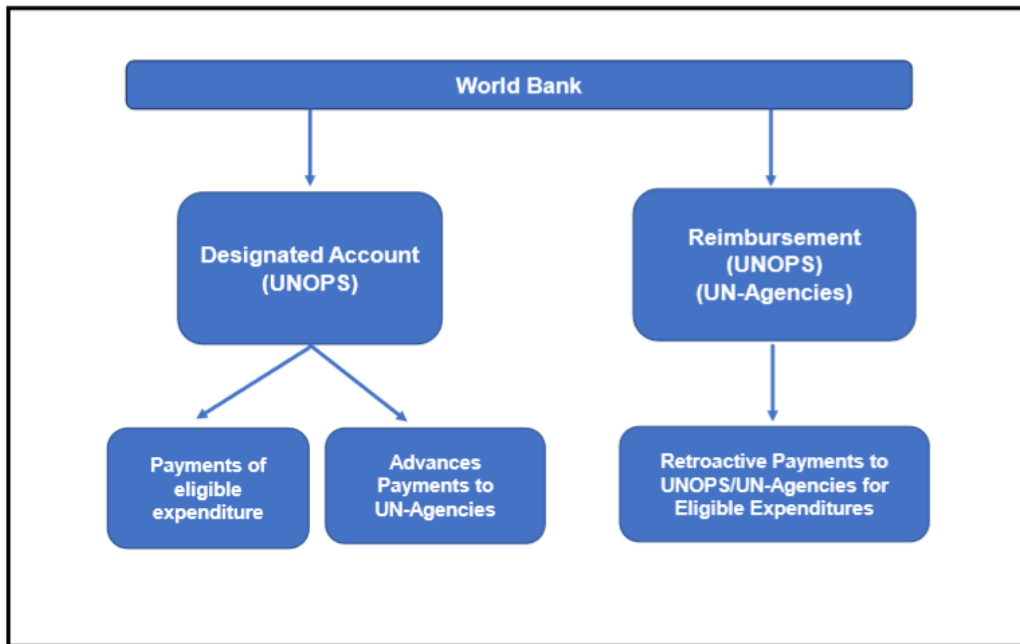 World Bank
Designated Account
(UNOPS)
Reimbursement
(UNOPS)
(UN-Agencies)
Payments of
eligible
expenditure
Advances
Payments to
UN-Agencies
Retroactive Payments to
UNOPS/UN-Agencies for
Eligible Expenditures